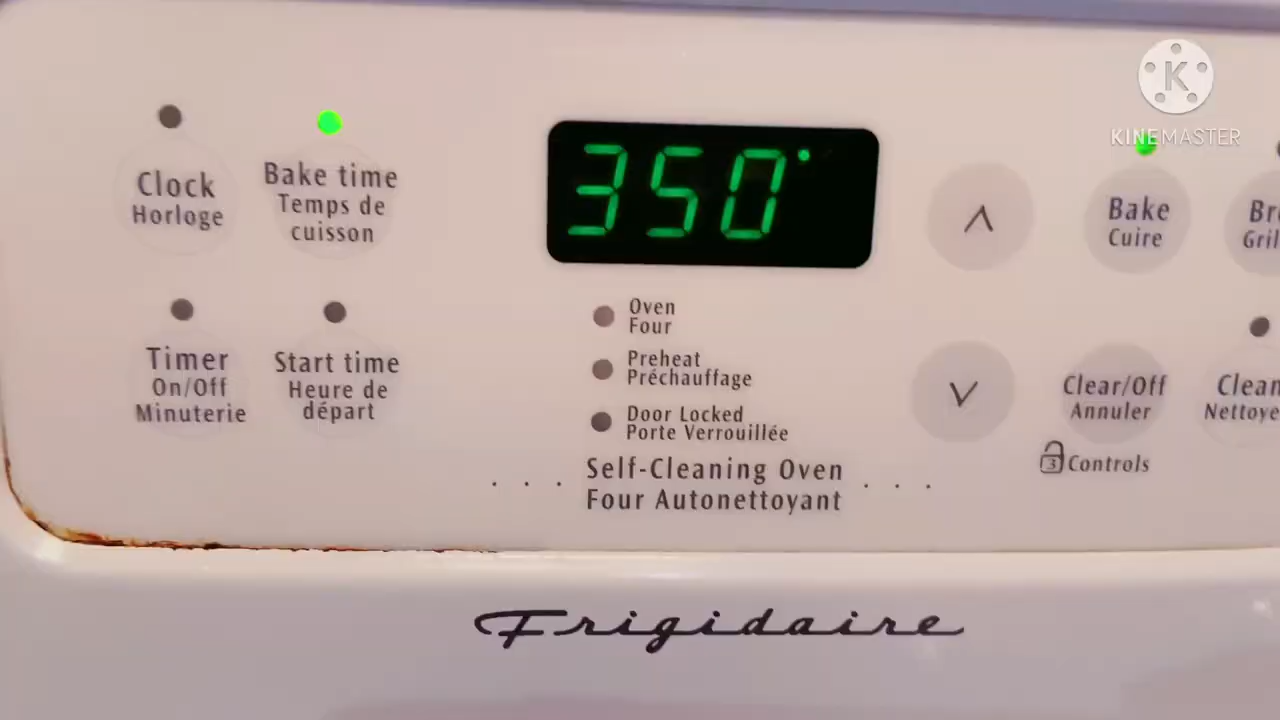 KINEMASTER
Clock
Horloge
Bake time
Temps de
cuisson
350°
Bake
Cuire
Timer
On/Off
Minuterie
Start time
Heure de
départ
Oven
Four
Preheat
Préchauffage
Door Locked
Porte Verrouillée
Clear/Off
Annuler
3 Controls
Self-Cleaning Oven
Four Autonettoyant
Frigidaire